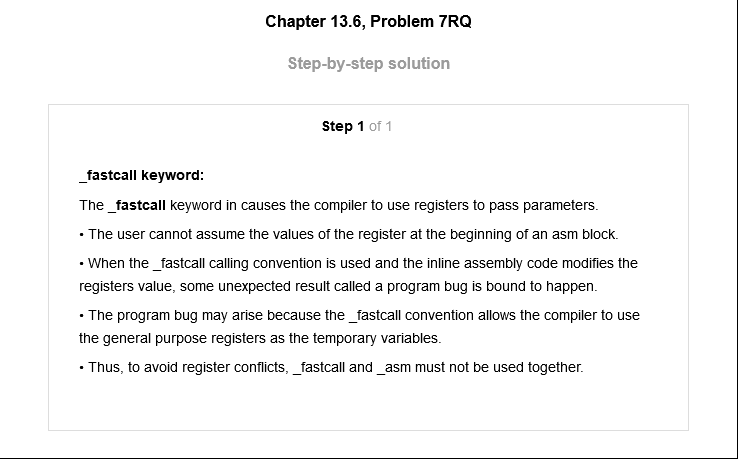 Chapter 13.6, Problem 7RQ
Step-by-step solution
Step 1 of 1
_fastcall keyword:
The _fastcall keyword in causes the compiler to use registers to pass parameters.
• The user cannot assume the values of the register at the beginning of an asm block.
• When the _fastcall calling convention is used and the inline assembly code modifies the
registers value, some unexpected result called a program bug is bound to happen.
• The program bug may arise because the _fastcall convention allows the compiler to use
the general purpose registers as the temporary variables.
• Thus, to avoid register conflicts, _fastcall and _asm must not be used together.